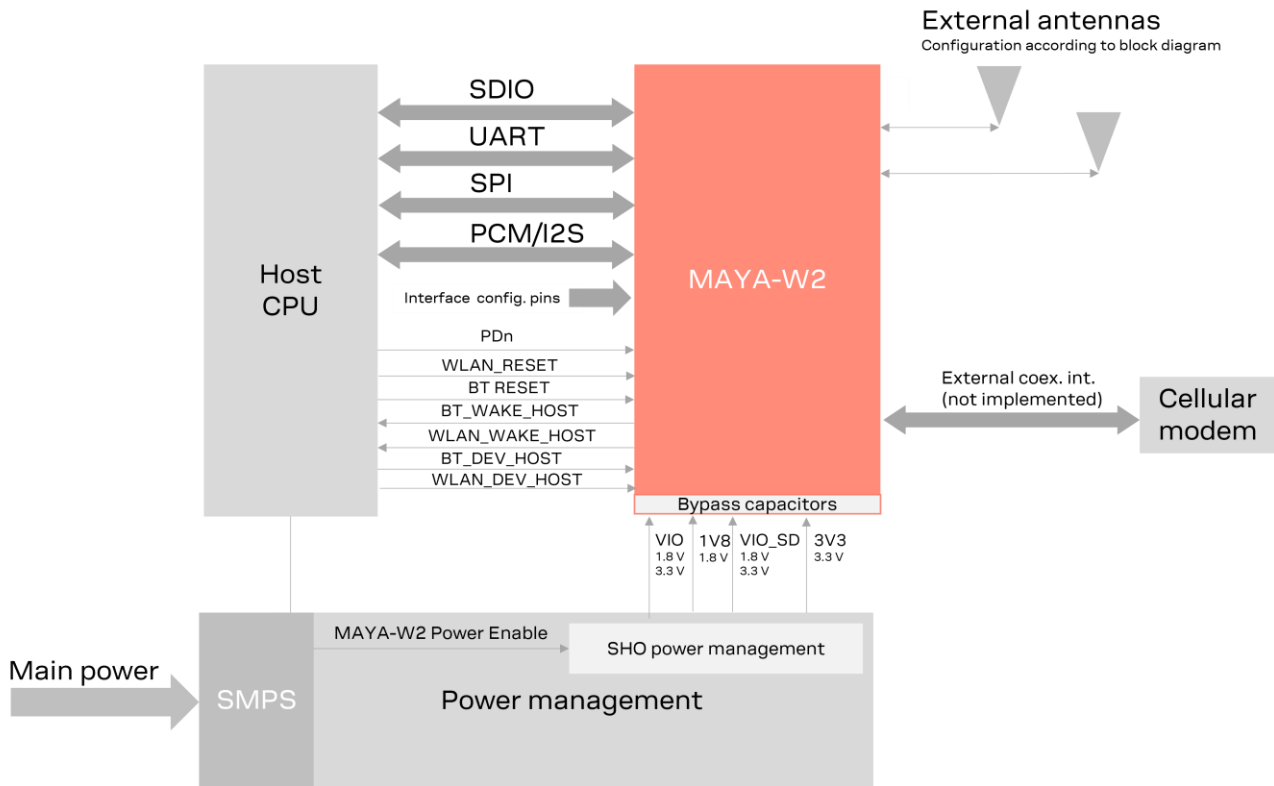 External antennas
Configuration according to block diagram
SDIO
UART
SPI
PCM/I2S
Host
CPU
MAYA-W2
Interface config. pins
PDn
WLAN_RESET
BT RESET
BT_WAKE_HOST
WLAN_WAKE_HOST
BT_DEV_HOST
WLAN_DEV_HOST
External coex. int.
(not implemented)
Cellular
modem
Bypass capacitors
VIO
1.8 V
3.3 V
1V8
1.8 V
VIO_SD
1.8 V
3.3 V
3V3
3.3 V
MAYA-W2 Power Enable
SHO power management
Main power
SMPS
Power management